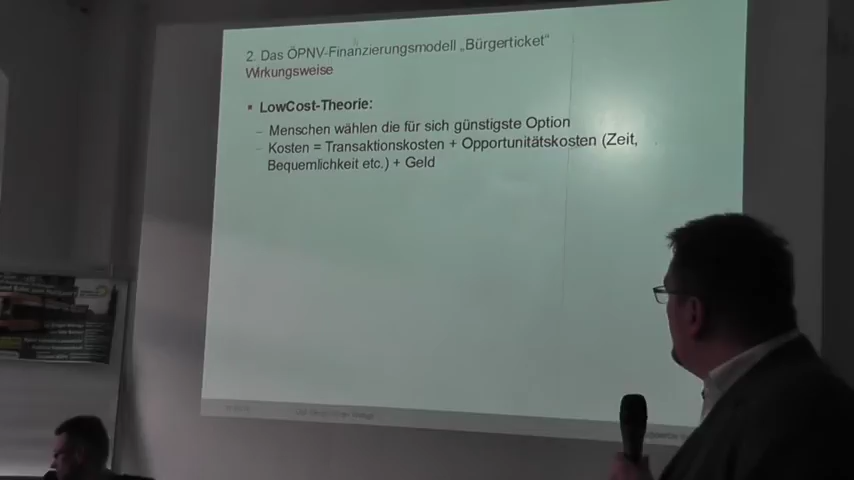 2. Das ÖPNV-Finanzierungsmodell „Bürgerticket"
Wirkungsweise
▪ LowCost-Theorie:
– Menschen wählen die für sich günstigste Option
– Kosten = Transaktionskosten + Opportunitätskosten (Zeit,
Bequemlichkeit etc.) + Geld